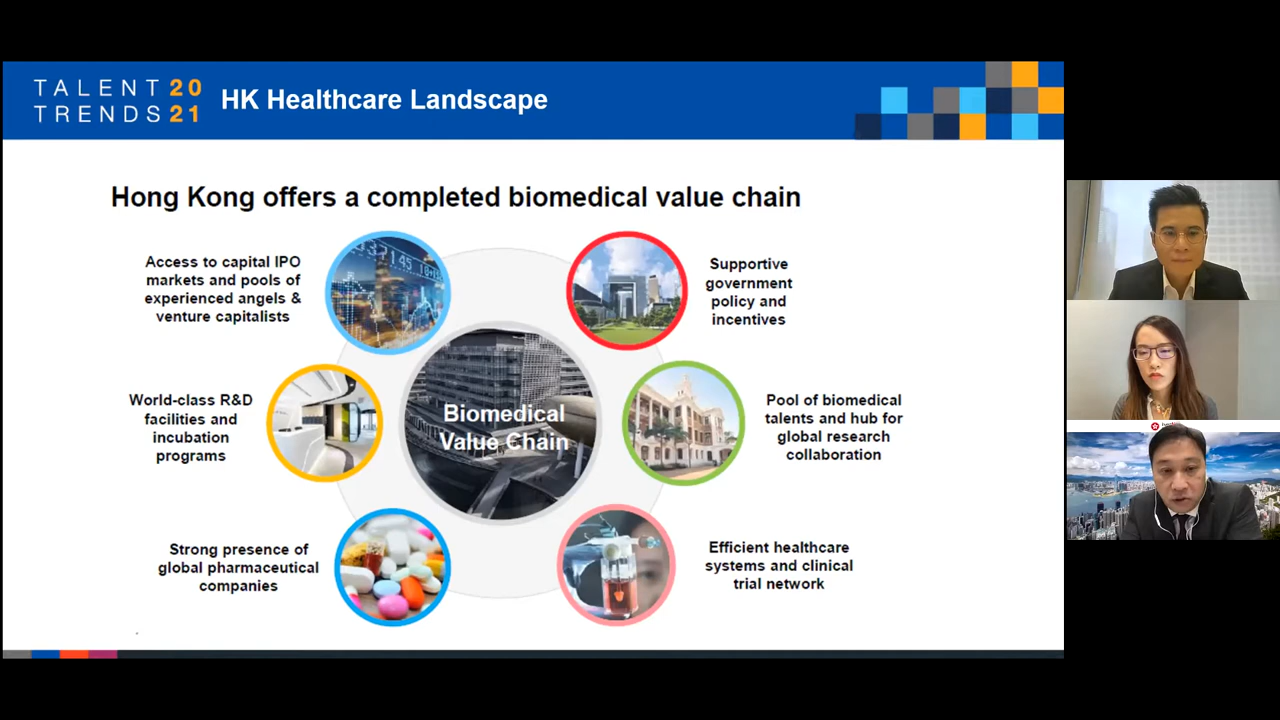 TALENT 20
TRENDS 21
HK Healthcare Landscape
Hong Kong offers a completed biomedical value chain
Access to capital IPO
markets and pools of
experienced angels &
venture capitalists
Supportive
government
policy and
incentives
World-class R&D
facilities and
incubation
programs
Biomedical
Value Chain
Pool of biomedical
talents and hub for
global research
collaboration
Strong presence of
global pharmaceutical
companies
Efficient healthcare
systems and clinical
trial network